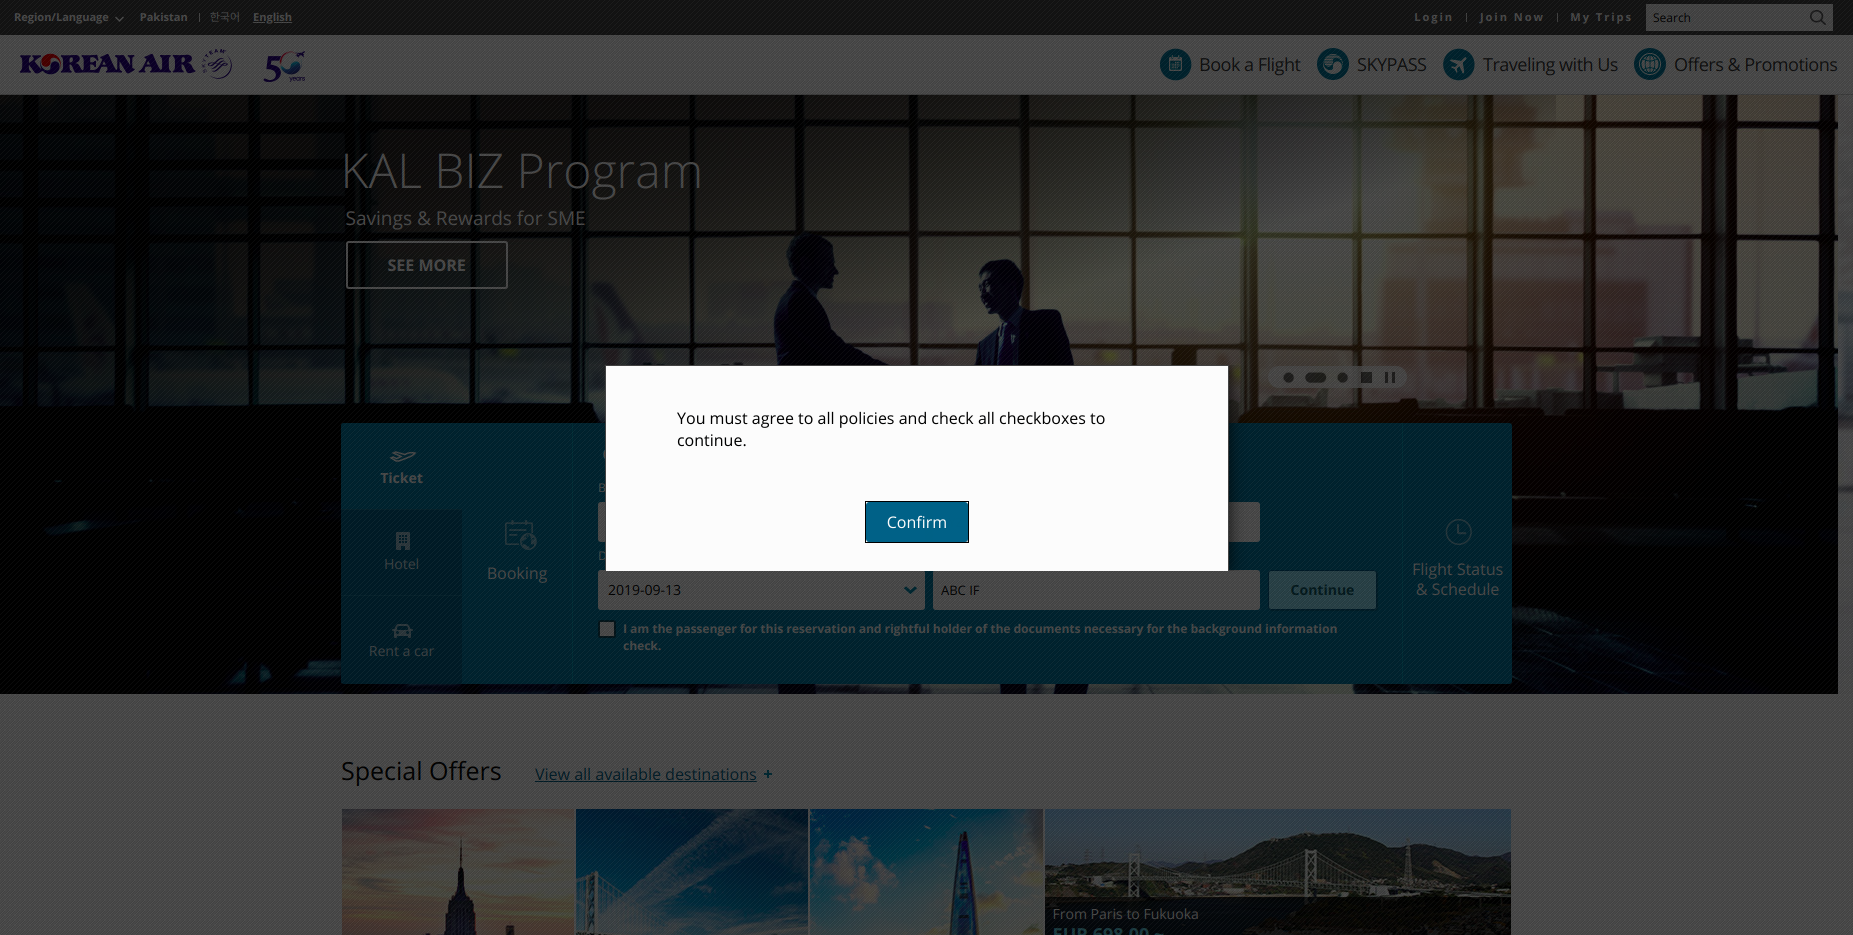 Region/Language
Pakistan
한국어
English
Login
Join Now
My Trips
Search
KOREAN AIR
50
years
Book a Flight
SKYPASS
Traveling with Us
Offers & Promotions
KAL BIZ Program
Savings & Rewards for SME
SEE MORE
You must agree to all policies and check all checkboxes to
continue.
Confirm
Ticket
Hotel
Rent a car
Booking
B
D
2019-09-13
ABC IF
Continue
I am the passenger for this reservation and rightful holder of the documents necessary for the background information
check.
Flight Status
& Schedule
Special Offers
View all available destinations +
From Paris to Fukuoka
EUR 698.00 ~